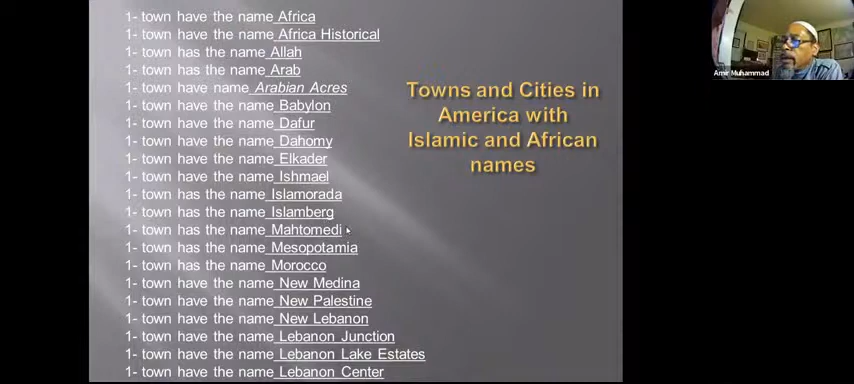 1- town have the name Africa
1- town have the name Africa Historical
1- town has the name Allah
1- town has the name Arab
1- town have name Arabian Acres
1- town have the name Babylon
1- town have the name Dafur
1- town have the name Dahomy
1- town have the name Elkader
1- town have the name Ishmael
1- town has the name Islamorada
1- town has the name Islamberg
1- town has the name Mahtomedi
1- town has the name Mesopotamia
1- town has the name Morocco
1- town have the name New Medina
1- town have the name New Palestine
1- town have the name New Lebanon
1- town have the name Lebanon Junction
1- town have the name Lebanon Lake Estates
1- town have the name Lebanon Center
Towns and Cities in
America with
Islamic and African
names
Amir Muhammad